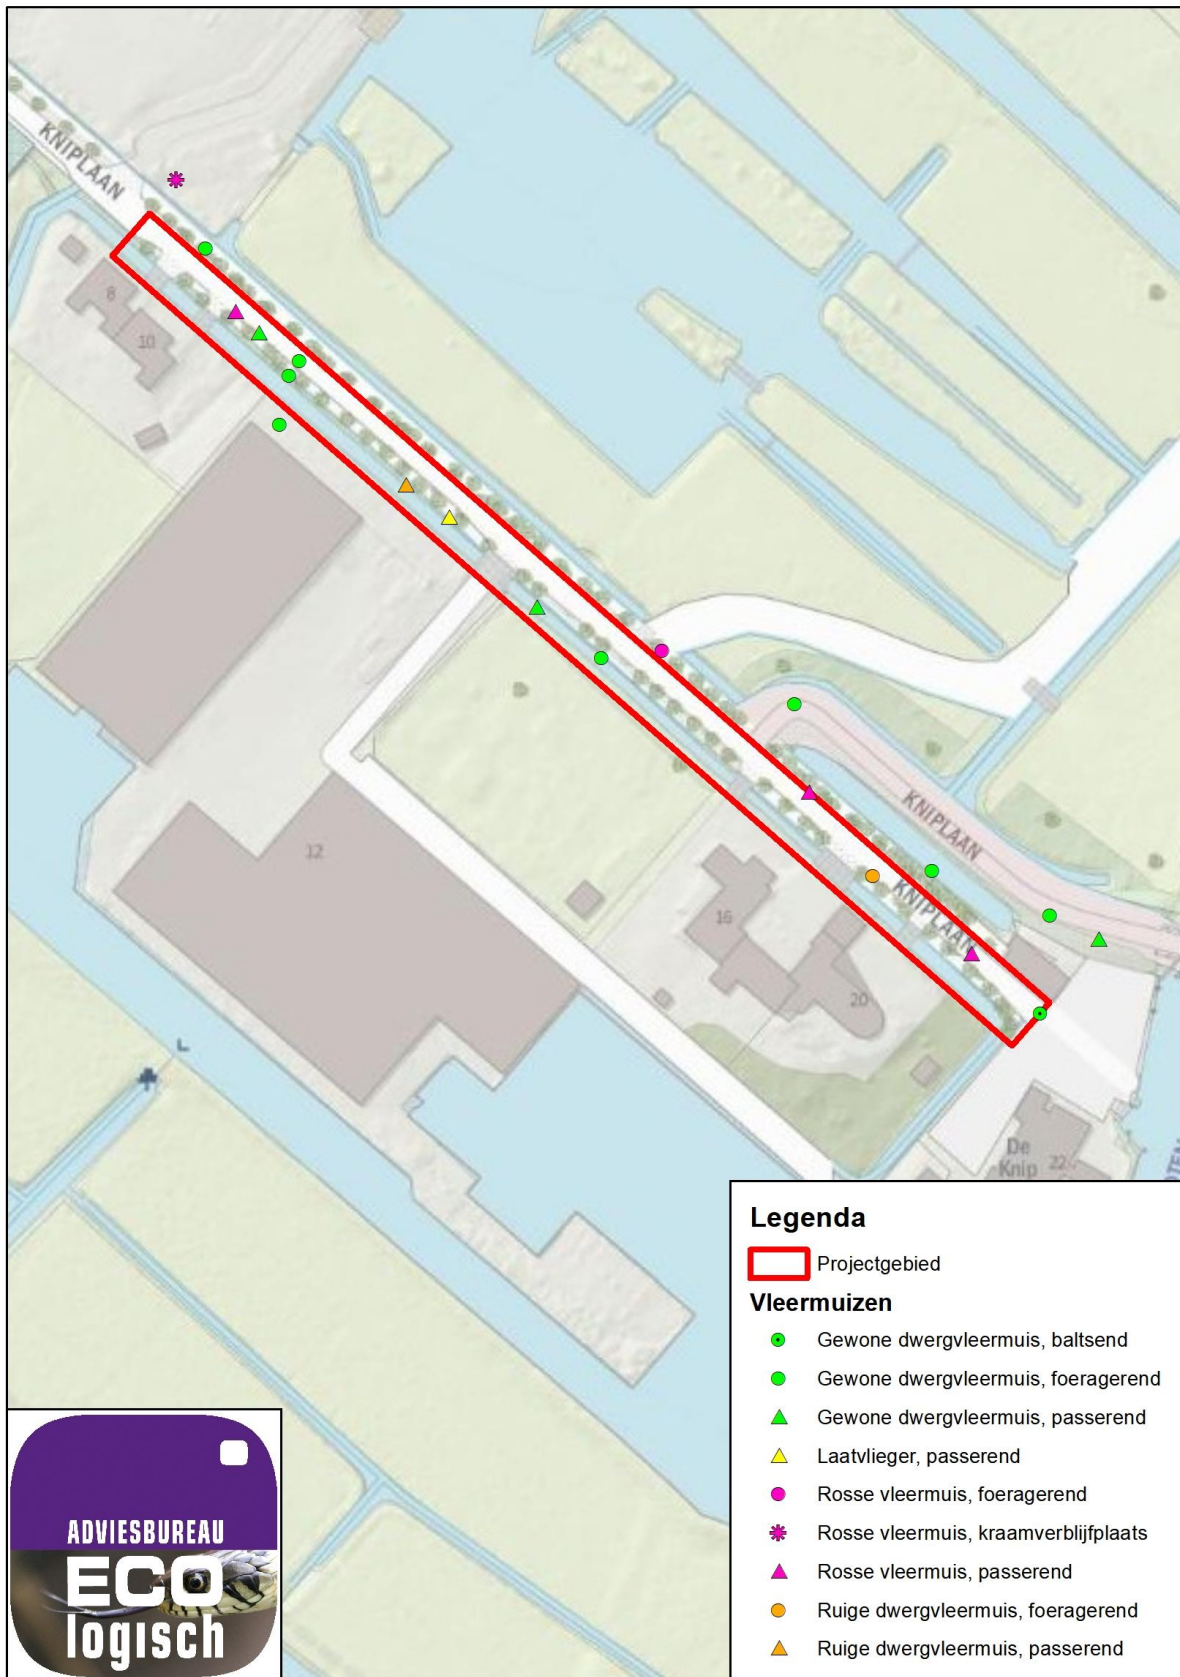 KNIPLAAN
8
10
12
KNIPLAAN
16
KNIPLAAN
20
De
Knip 22
Legenda
Projectgebied
Vleermuizen
Gewone dwergvleermuis, baltsend
Gewone dwergvleermuis, foeragerend
Gewone dwergvleermuis, passerend
Laatvlieger, passerend
Rosse vleermuis, foeragerend
Rosse vleermuis, kraamverblijfplaats
Rosse vleermuis, passerend
Ruige dwergvleermuis, foeragerend
Ruige dwergvleermuis, passerend
ADVIESBUREAU
ECO
logisch